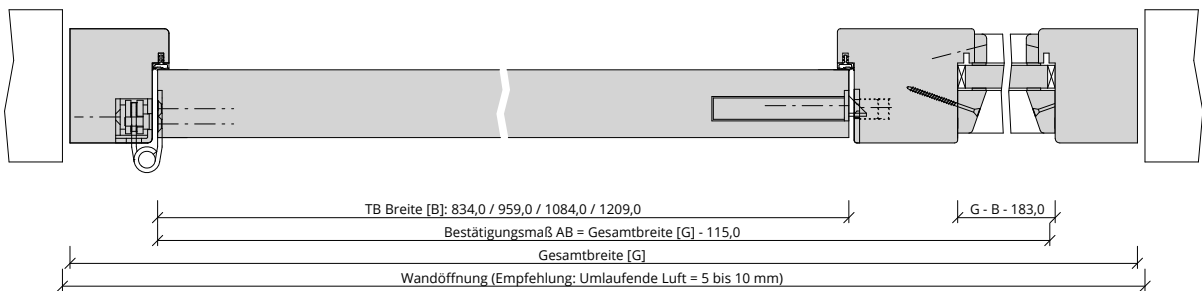 TB Breite [B]: 834,0 / 959,0 / 1084,0 / 1209,0
G - B - 183,0
Bestätigungsmaß AB = Gesamtbreite [G] - 115,0
Gesamtbreite [G]
Wandöffnung (Empfehlung: Umlaufende Luft = 5 bis 10 mm)